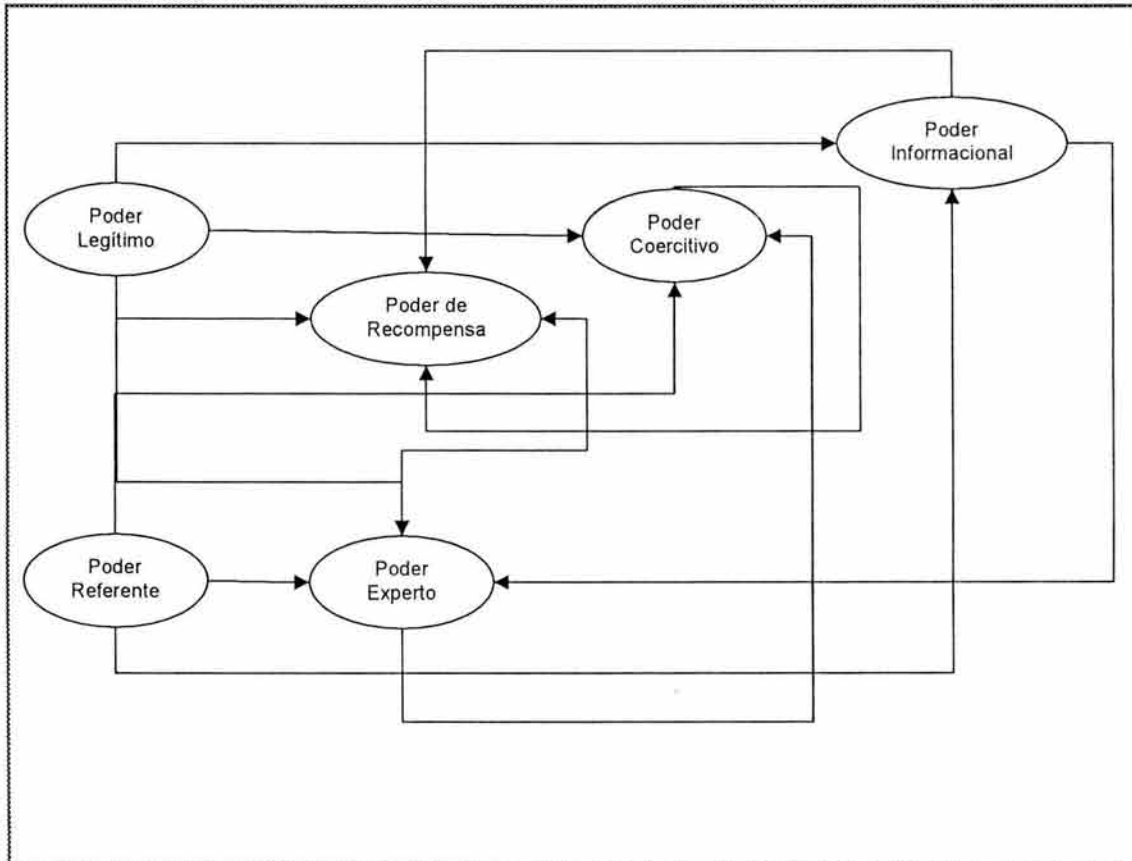 Poder
Informacional
Poder
Legítimo
Poder
Coercitivo
Poder de
Recompensa
Poder
Referente
Poder
Experto